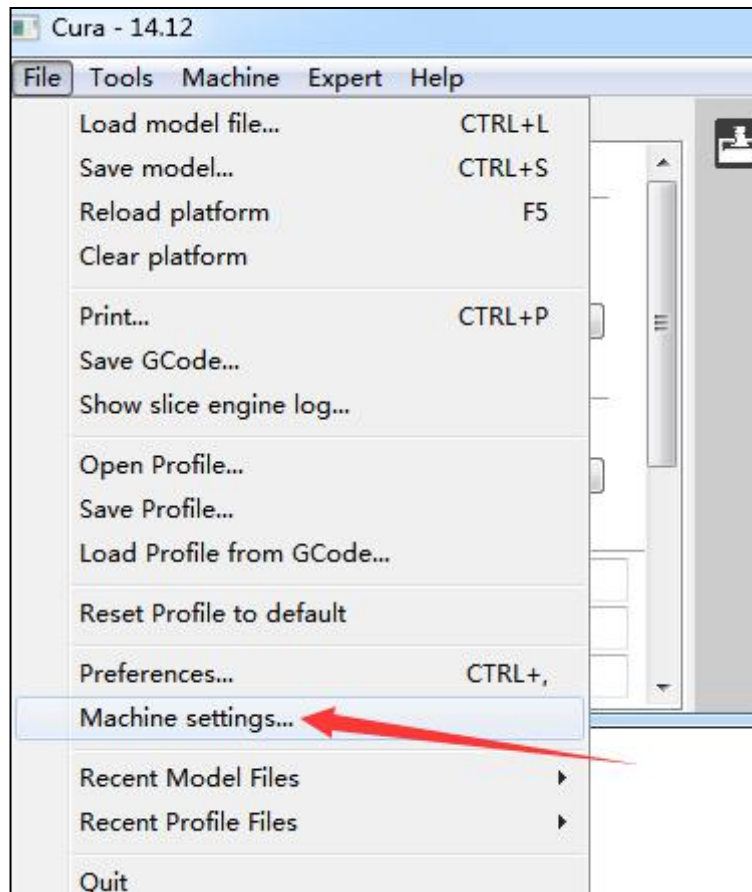 Cura - 14.12
File Tools Machine Expert Help
Load model file... CTRL+L
Save model... CTRL+S
Reload platform F5
Clear platform
Print... CTRL+P
Save GCode...
Show slice engine log...
Open Profile...
Save Profile...
Load Profile from GCode...
Reset Profile to default
Preferences... CTRL+,
Machine settings...
Recent Model Files
Recent Profile Files
Quit